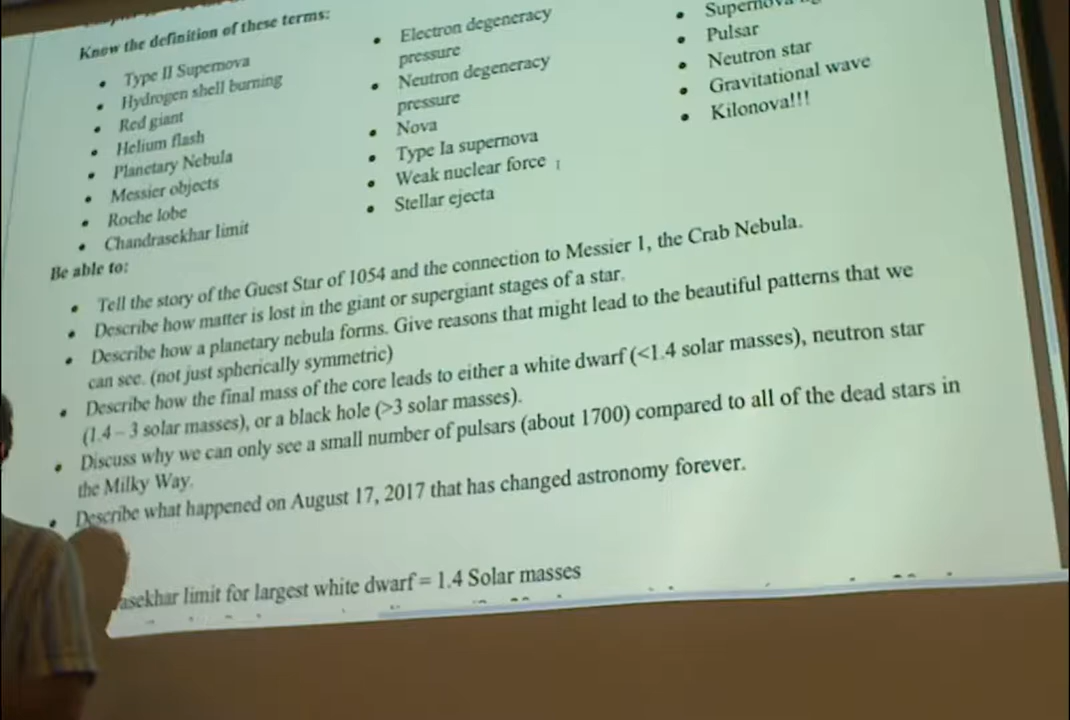 Know the definition of these terms:
• Type II Supernova
• Hydrogen shell burning
• Red giant
• Helium flash
• Planetary Nebula
• Messier objects
• Roche lobe
• Chandrasekhar limit
• Electron degeneracy
pressure
• Neutron degeneracy
pressure
• Nova
• Type Ia supernova
• Weak nuclear force
• Stellar ejecta
• Supernova
• Pulsar
• Neutron star
• Gravitational wave
• Kilonova!!!
Be able to:
• Tell the story of the Guest Star of 1054 and the connection to Messier 1, the Crab Nebula.
• Describe how matter is lost in the giant or supergiant stages of a star.
• Describe how a planetary nebula forms. Give reasons that might lead to the beautiful patterns that we
can see. (not just spherically symmetric)
• Describe how the final mass of the core leads to either a white dwarf (<1.4 solar masses), neutron star
(1.4 – 3 solar masses), or a black hole (>3 solar masses).
• Discuss why we can only see a small number of pulsars (about 1700) compared to all of the dead stars in
the Milky Way.
• Describe what happened on August 17, 2017 that has changed astronomy forever.
asekhar limit for largest white dwarf = 1.4 Solar masses